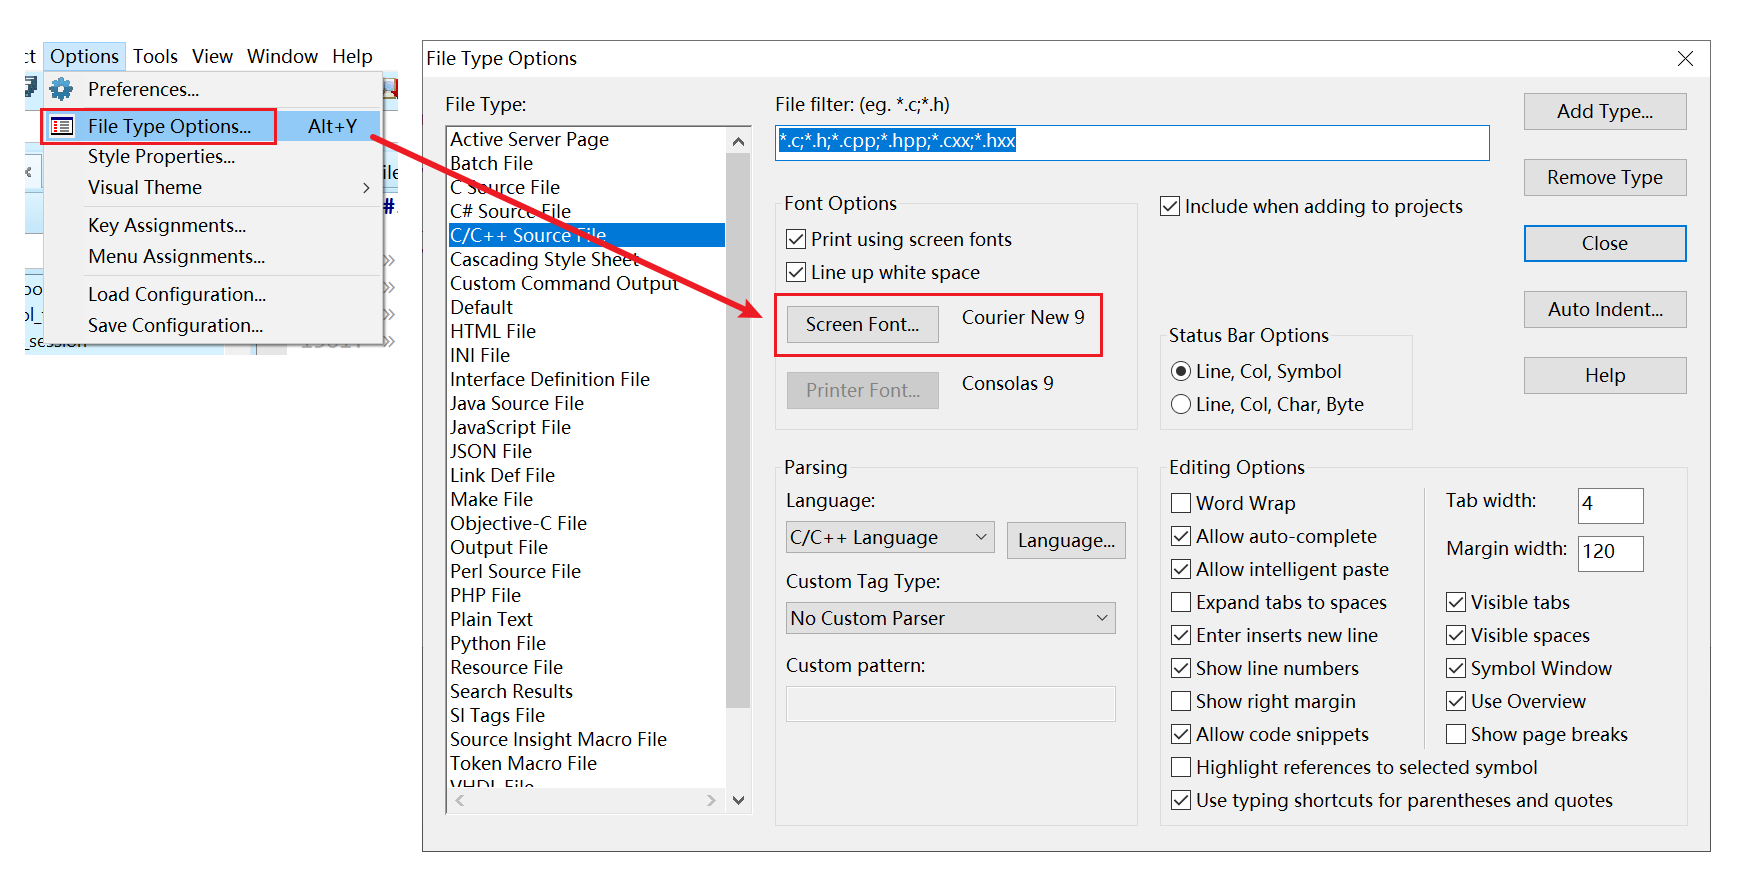 ct Options Tools View Window Help
Preferences...
File Type Options... Alt+Y
Style Properties...
Visual Theme
Key Assignments...
Menu Assignments...
Load Configuration...
Save Configuration...
File Type Options
File Type:
Active Server Page
Batch File
C Source File
C# Source File
C/C++ Source File
Cascading Style Sheet
Custom Command Output
Default
HTML File
INI File
Interface Definition File
Java Source File
JavaScript File
JSON File
Link Def File
Make File
Objective-C File
Output File
Perl Source File
PHP File
Plain Text
Python File
Resource File
Search Results
SI Tags File
Source Insight Macro File
Token Macro File
VHDL File
File filter: (eg. *.c;*.h)
*.c;*.h;*.cpp;*.hpp;*.cxx;*.hxx
Font Options
Print using screen fonts
Line up white space
Screen Font... Courier New 9
Printer Font... Consolas 9
Parsing
Language:
C/C++ Language Language...
Custom Tag Type:
No Custom Parser
Custom pattern:
Include when adding to projects
Status Bar Options
Line, Col, Symbol
Line, Col, Char, Byte
Editing Options
Word Wrap
Allow auto-complete
Allow intelligent paste
Expand tabs to spaces
Enter inserts new line
Show line numbers
Show right margin
Allow code snippets
Highlight references to selected symbol
Use typing shortcuts for parentheses and quotes
Tab width: 4
Margin width: 120
Visible tabs
Visible spaces
Symbol Window
Use Overview
Show page breaks
Add Type...
Remove Type
Close
Auto Indent...
Help